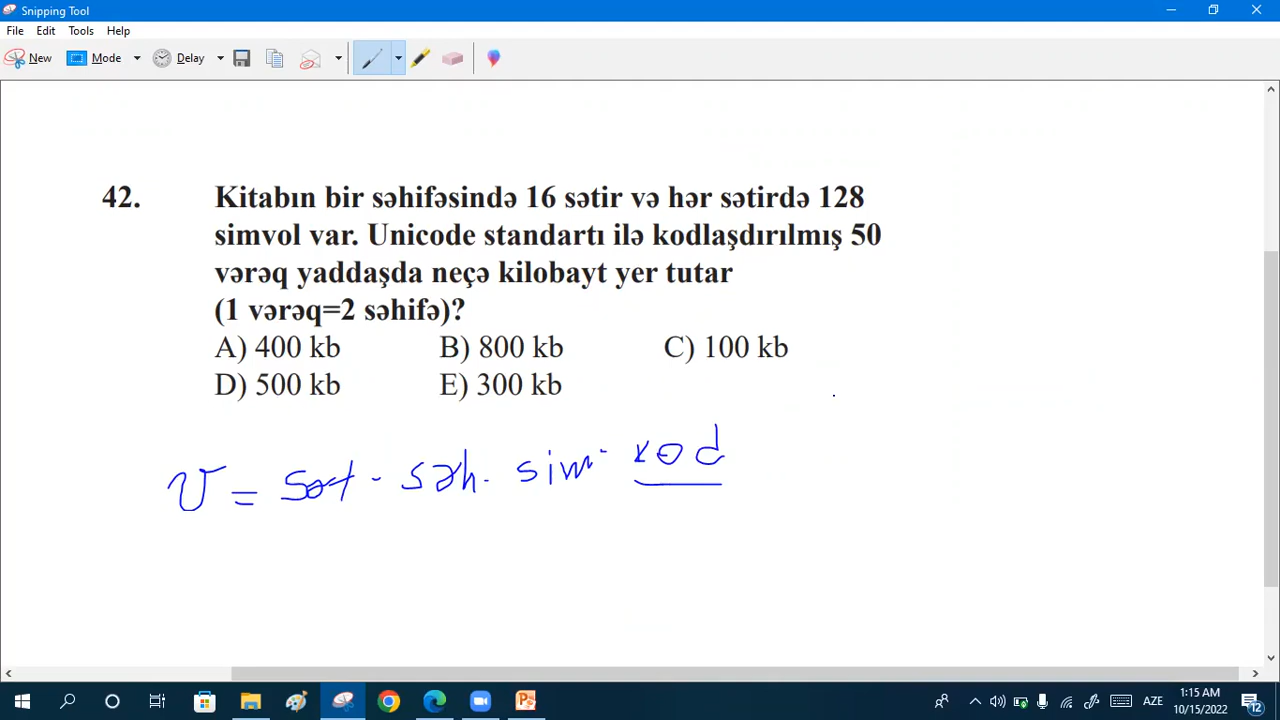 Snipping Tool
File Edit Tools Help
New Mode Delay
42. Kitabın bir səhifəsində 16 sətir və hər sətirdə 128
simvol var. Unicode standartı ilə kodlaşdırılmış 50
vərəq yaddaşda neçə kilobayt yer tutar
(1 vərəq=2 səhifə)?
A) 400 kb B) 800 kb C) 100 kb
D) 500 kb E) 300 kb
V = sət · səh · sim · kod
AZE
1:15 AM
10/15/2022
12